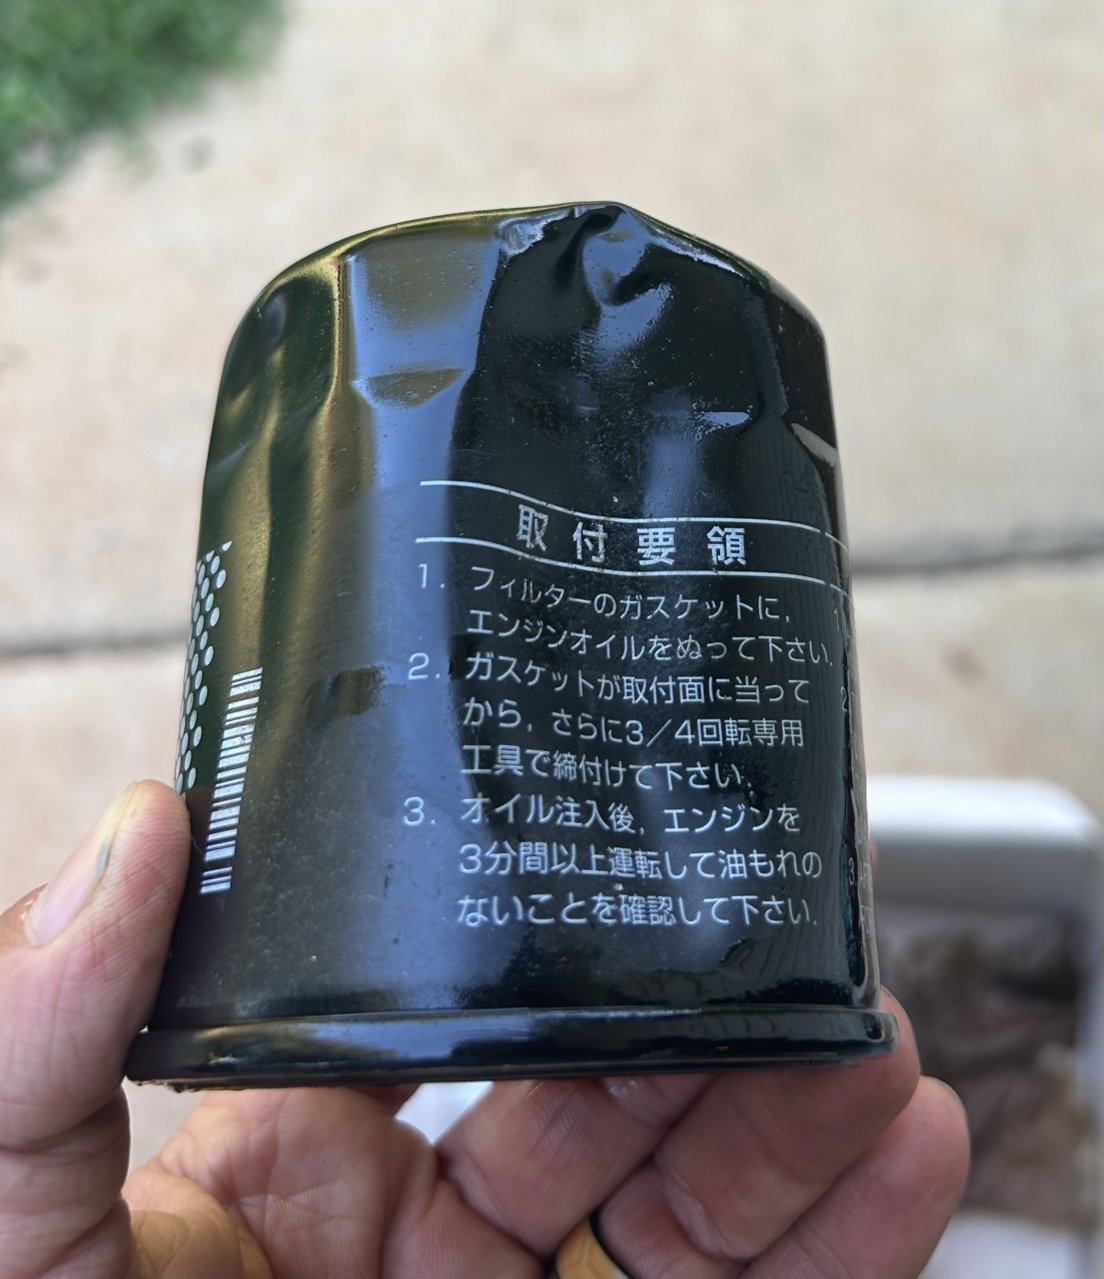 取付要領
1. フィルターのガスケットに,
エンジンオイルをぬって下さい.
2. ガスケットが取付面に当って
から, さらに3/4回転専用
工具で締付けて下さい.
3. オイル注入後, エンジンを
3分間以上運転して油もれの
ないことを確認して下さい.
2
3